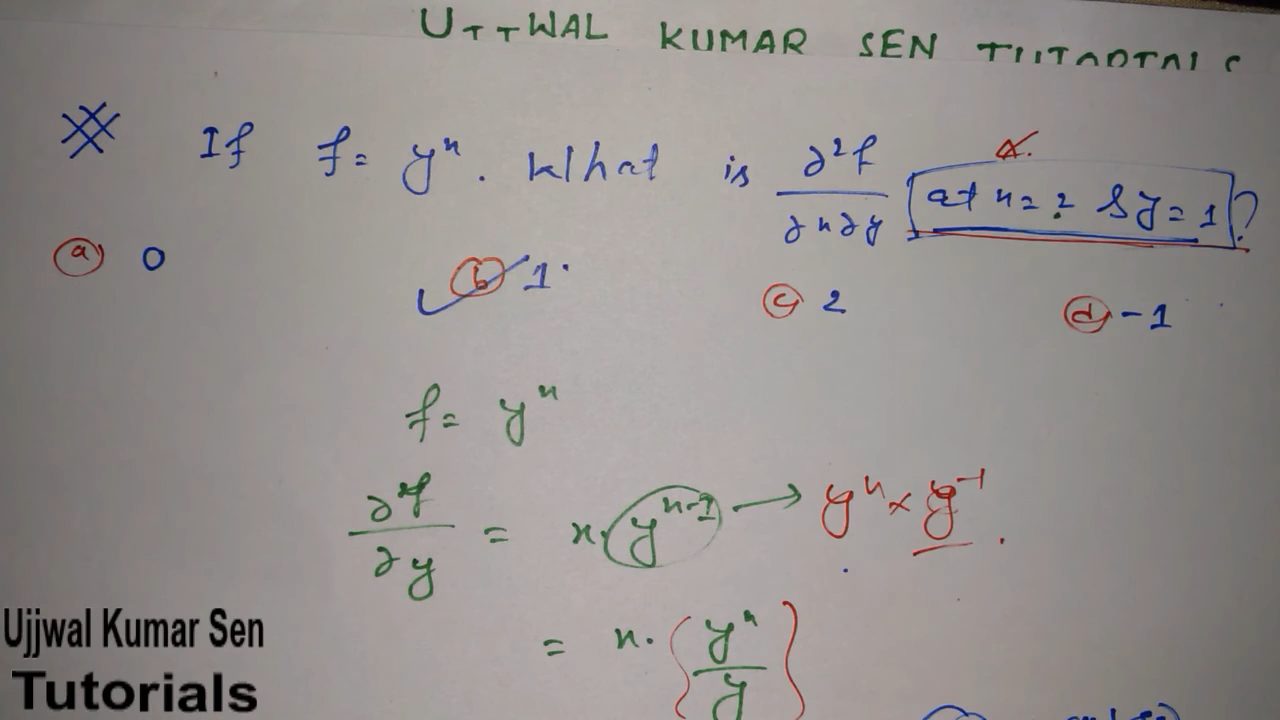 UJJWAL KUMAR SEN
If f = y^x. What is ∂²f/∂x∂y at x = 2 & y = 1?
(a) 0 (b) 1. (c) 2 (d) -1
f = y^x
∂f/∂y = x. y^(x-1) → y^x × y^-1.
= x. {y^x/y}
Ujjwal Kumar Sen
Tutorials